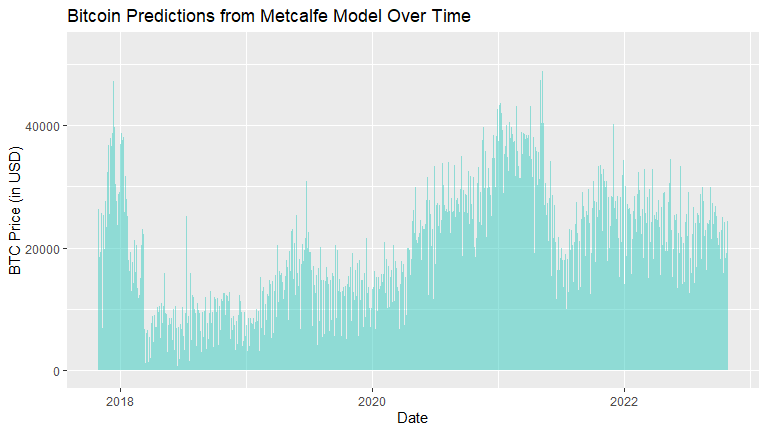 Bitcoin Predictions from Metcalfe Model Over Time
BTC Price (in USD)
40000
20000
0
2018
2020
2022
Date